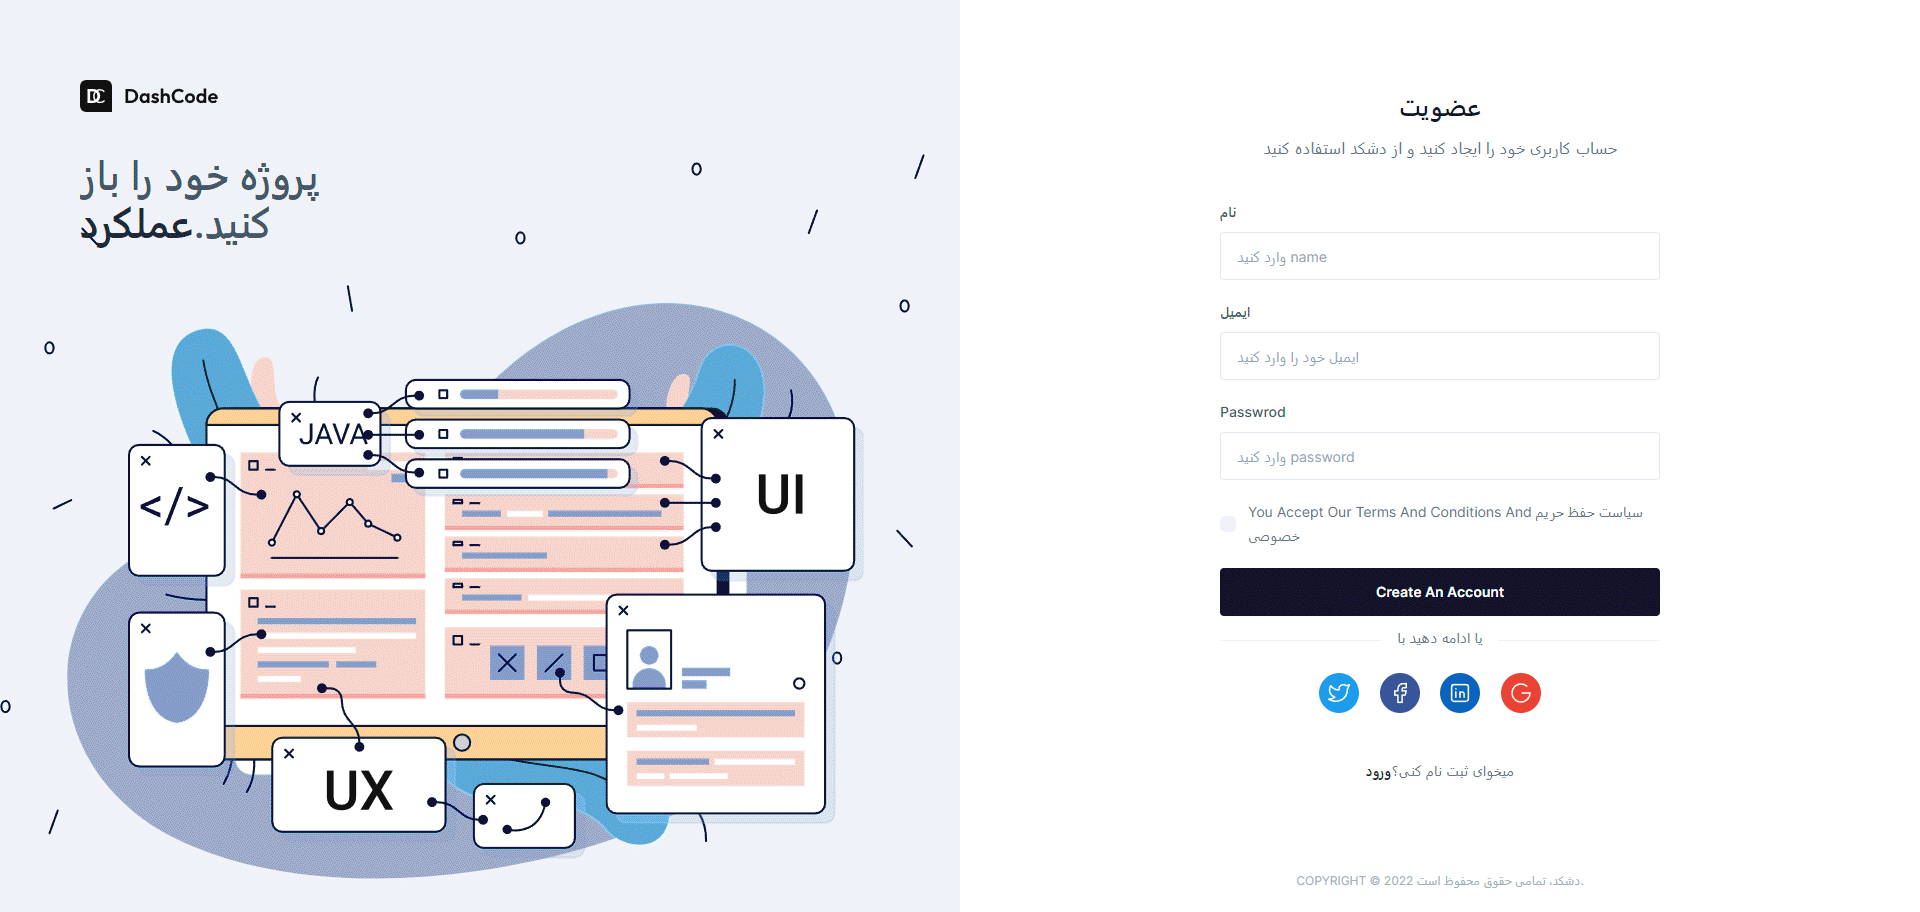 DashCode
پروژه خود را باز
کنید.عملکرد
JAVA
</>
UI
UX
عضویت
حساب کاربری خود را ایجاد کنید و از دشکد استفاده کنید
نام
وارد کنید name
ایمیل
ایمیل خود را وارد کنید
Passwrod
وارد کنید password
You Accept Our Terms And Conditions And سیاست حفظ حریم
خصوصی
Create An Account
یا ادامه دهید با
میخوای ثبت نام کنی؟ورود
COPYRIGHT © 2022 دشکد، تمامی حقوق محفوظ است.